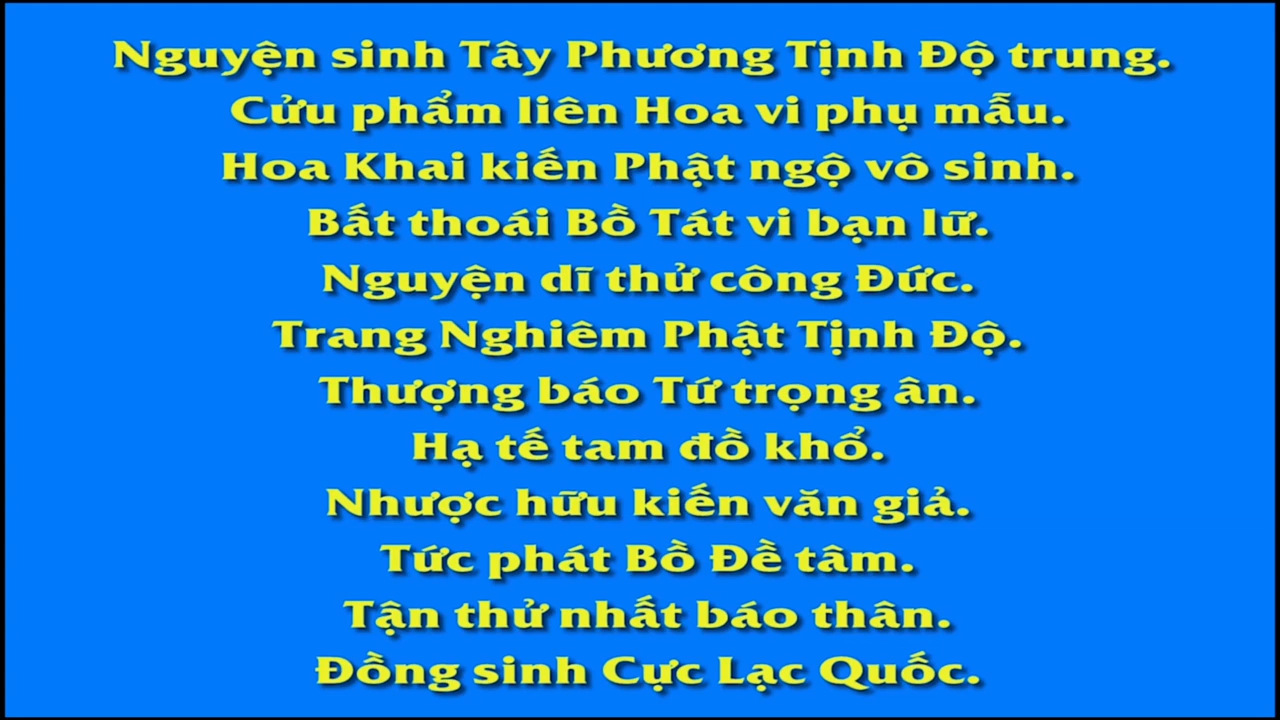 Nguyện sinh Tây Phương Tịnh Độ trung.
Cửu phẩm liên Hoa vi phụ mẫu.
Hoa Khai kiến Phật ngộ vô sinh.
Bất thoái Bồ Tát vi bạn lữ.
Nguyện dĩ thử công Đức.
Trang Nghiêm Phật Tịnh Độ.
Thượng báo Tứ trọng ân.
Hạ tế tam đồ khổ.
Nhược hữu kiến văn giả.
Tức phát Bồ Đề tâm.
Tận thử nhất báo thân.
Đồng sinh Cực Lạc Quốc.